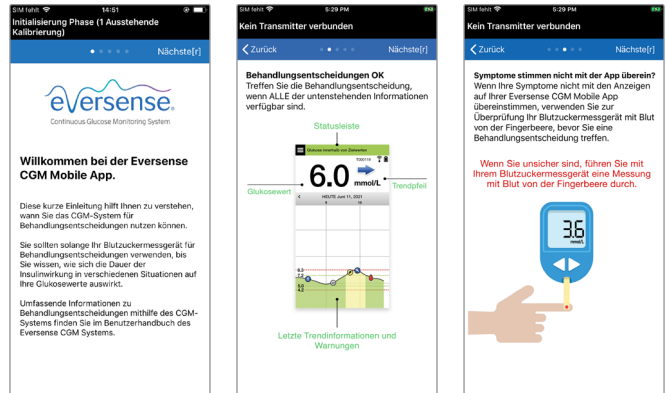 SIM fehlt 14:51
Initialisierung Phase (1 Ausstehende
Kalibrierung)
Nächste[r]
eversense.
Continuous Glucose Monitoring System
Willkommen bei der Eversense
CGM Mobile App.
Diese kurze Einleitung hilft Ihnen zu verstehen,
wann Sie das CGM-System für
Behandlungsentscheidungen nutzen können.
Sie sollten solange Ihr Blutzuckermessgerät für
Behandlungsentscheidungen verwenden, bis
Sie wissen, wie sich die Dauer der
Insulinwirkung in verschiedenen Situationen auf
Ihre Glukosewerte auswirkt.
Umfassende Informationen zu
Behandlungsentscheidungen mithilfe des CGM-
Systems finden Sie im Benutzerhandbuch des
Eversense CGM Systems.
SIM fehlt 5:29 PM
Kein Transmitter verbunden
Zurück Nächste[r]
Behandlungsentscheidungen OK
Treffen Sie die Behandlungsentscheidung,
wenn ALLE der untenstehenden Informationen
verfügbar sind.
Statusleiste
Glukose innerhalb von Zielwerten
T000119
6.0 mmol/L
Glukosewert
Trendpfeil
HEUTE Juni 11, 2021
8.3
7.2
5.0
4.2
Letzte Trendinformationen und
Warnungen
SIM fehlt 5:29 PM
Kein Transmitter verbunden
Zurück Nächste[r]
Symptome stimmen nicht mit der App überein?
Wenn Ihre Symptome nicht mit den Anzeigen
auf Ihrer Eversense CGM Mobile App
übereinstimmen, verwenden Sie zur
Überprüfung Ihr Blutzuckermessgerät mit Blut
von der Fingerbeere, bevor Sie eine
Behandlungsentscheidung treffen.
Wenn Sie unsicher sind, führen Sie mit
Ihrem Blutzuckermessgerät eine Messung
mit Blut von der Fingerbeere durch.
3.6
mmol/L